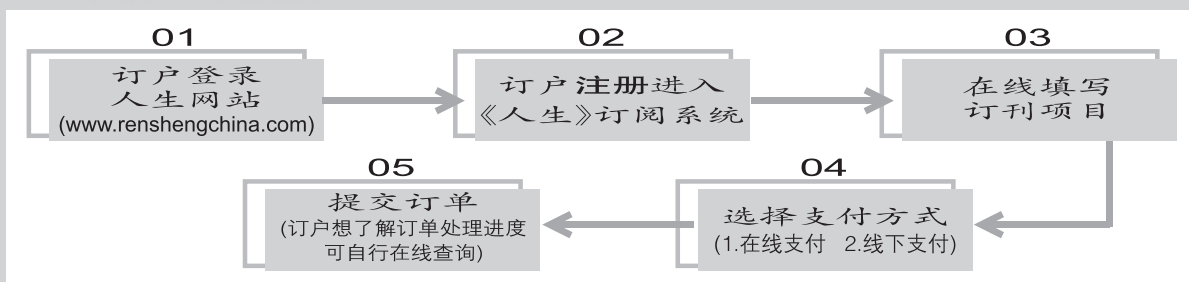 01
订户登录
人生网站
(www.renshengchina.com)
02
订户注册进入
《人生》订阅系统
03
在线填写
订刊项目
04
选择支付方式
(1.在线支付 2.线下支付)
05
提交订单
(订户想了解订单处理进度
可自行在线查询)